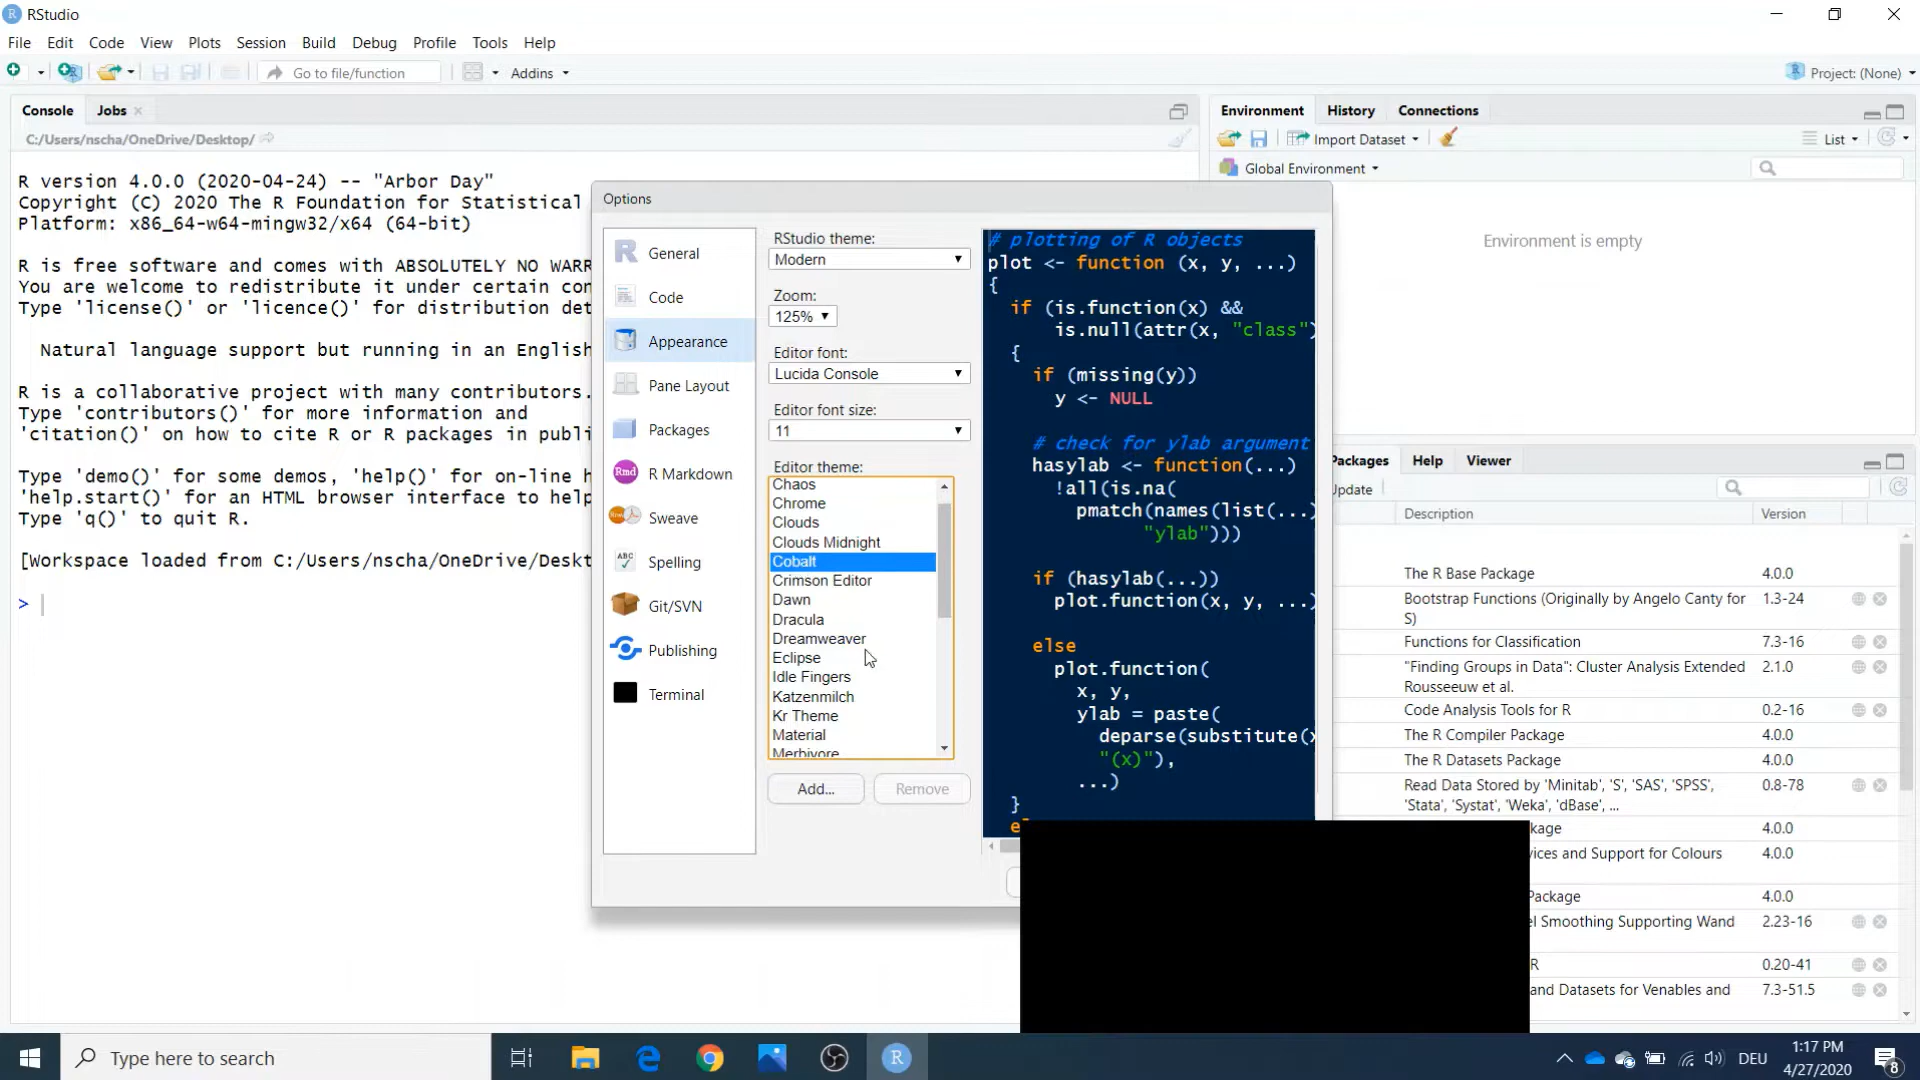 RStudio
File Edit Code View Plots Session Build Debug Profile Tools Help
Go to file/function Addins Project: (None)
Console Jobs
C:/Users/nscha/OneDrive/Desktop/
R version 4.0.0 (2020-04-24) -- "Arbor Day"
Copyright (C) 2020 The R Foundation for Statistical
Platform: x86_64-w64-mingw32/x64 (64-bit)
R is free software and comes with ABSOLUTELY NO WARR
You are welcome to redistribute it under certain con
Type 'license()' or 'licence()' for distribution det
Natural language support but running in an English
R is a collaborative project with many contributors.
Type 'contributors()' for more information and
'citation()' on how to cite R or R packages in publi
Type 'demo()' for some demos, 'help()' for on-line h
'help.start()' for an HTML browser interface to help
Type 'q()' to quit R.
[Workspace loaded from C:/Users/nscha/OneDrive/Deskt
>
Options
General
Code
Appearance
Pane Layout
Packages
R Markdown
Sweave
Spelling
Git/SVN
Publishing
Terminal
RStudio theme:
Modern
Zoom:
125%
Editor font:
Lucida Console
Editor font size:
11
Editor theme:
Chaos
Chrome
Clouds
Clouds Midnight
Cobalt
Crimson Editor
Dawn
Dracula
Dreamweaver
Eclipse
Idle Fingers
Katzenmilch
Kr Theme
Material
Merbivore
Add... Remove
# plotting of R objects
plot <- function (x, y, ...)
{
if (is.function(x) &&
is.null(attr(x, "class")
{
if (missing(y))
y <- NULL
# check for ylab argument
hasylab <- function(...)
!all(is.na(
pmatch(names(list(...)
"ylab")))
if (hasylab(...))
plot.function(x, y, ...)
else
plot.function(
x, y,
ylab = paste(
deparse(substitute(x
"(x)"),
...)
}
Environment History Connections
Import Dataset List
Global Environment
Environment is empty
Packages Help Viewer
Update
Description Version
The R Base Package 4.0.0
Bootstrap Functions (Originally by Angelo Canty for 1.3-24
S)
Functions for Classification 7.3-16
"Finding Groups in Data": Cluster Analysis Extended 2.1.0
Rousseeuw et al.
Code Analysis Tools for R 0.2-16
The R Compiler Package 4.0.0
The R Datasets Package 4.0.0
Read Data Stored by 'Minitab', 'S', 'SAS', 'SPSS', 0.8-78
'Stata', 'Systat', 'Weka', 'dBase', ...
kage 4.0.0
vices and Support for Colours 4.0.0
Package 4.0.0
el Smoothing Supporting Wand 2.23-16
R 0.20-41
and Datasets for Venables and 7.3-51.5
Type here to search
DEU
1:17 PM
4/27/2020
8